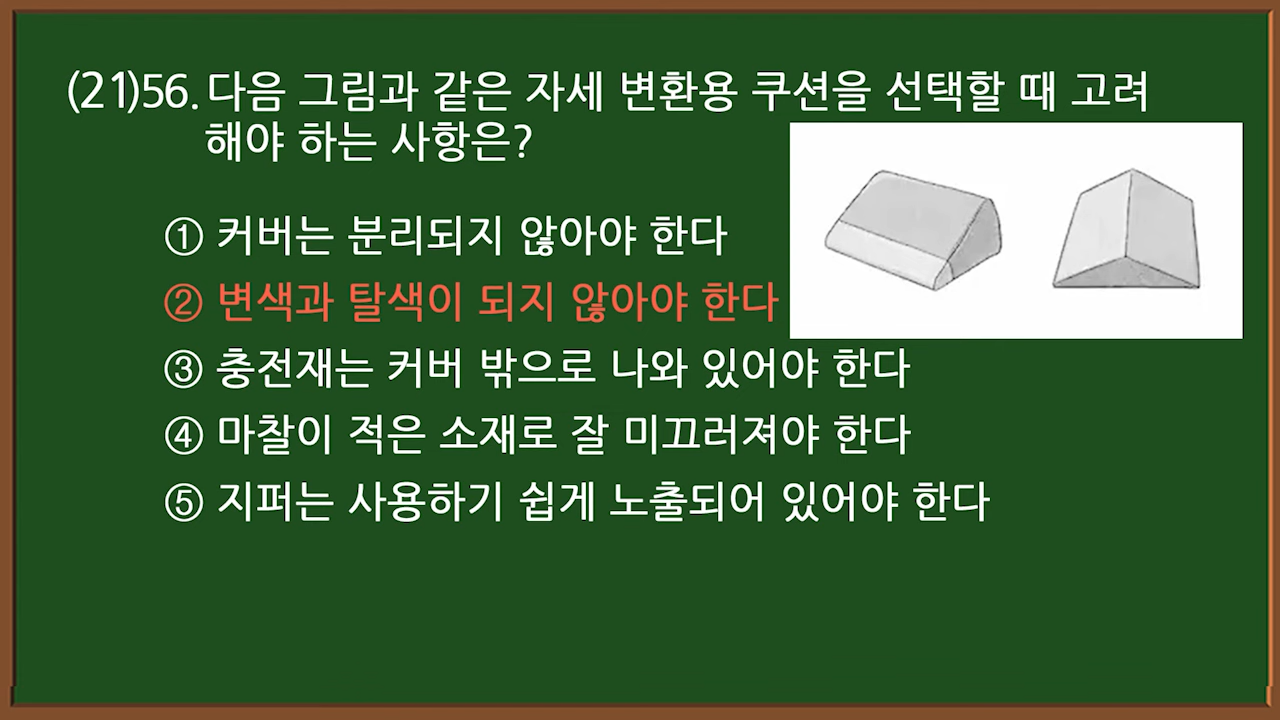 (21)56. 다음 그림과 같은 자세 변환용 쿠션을 선택할 때 고려
해야 하는 사항은?
① 커버는 분리되지 않아야 한다
② 변색과 탈색이 되지 않아야 한다
③ 충전재는 커버 밖으로 나와 있어야 한다
④ 마찰이 적은 소재로 잘 미끄러져야 한다
⑤ 지퍼는 사용하기 쉽게 노출되어 있어야 한다